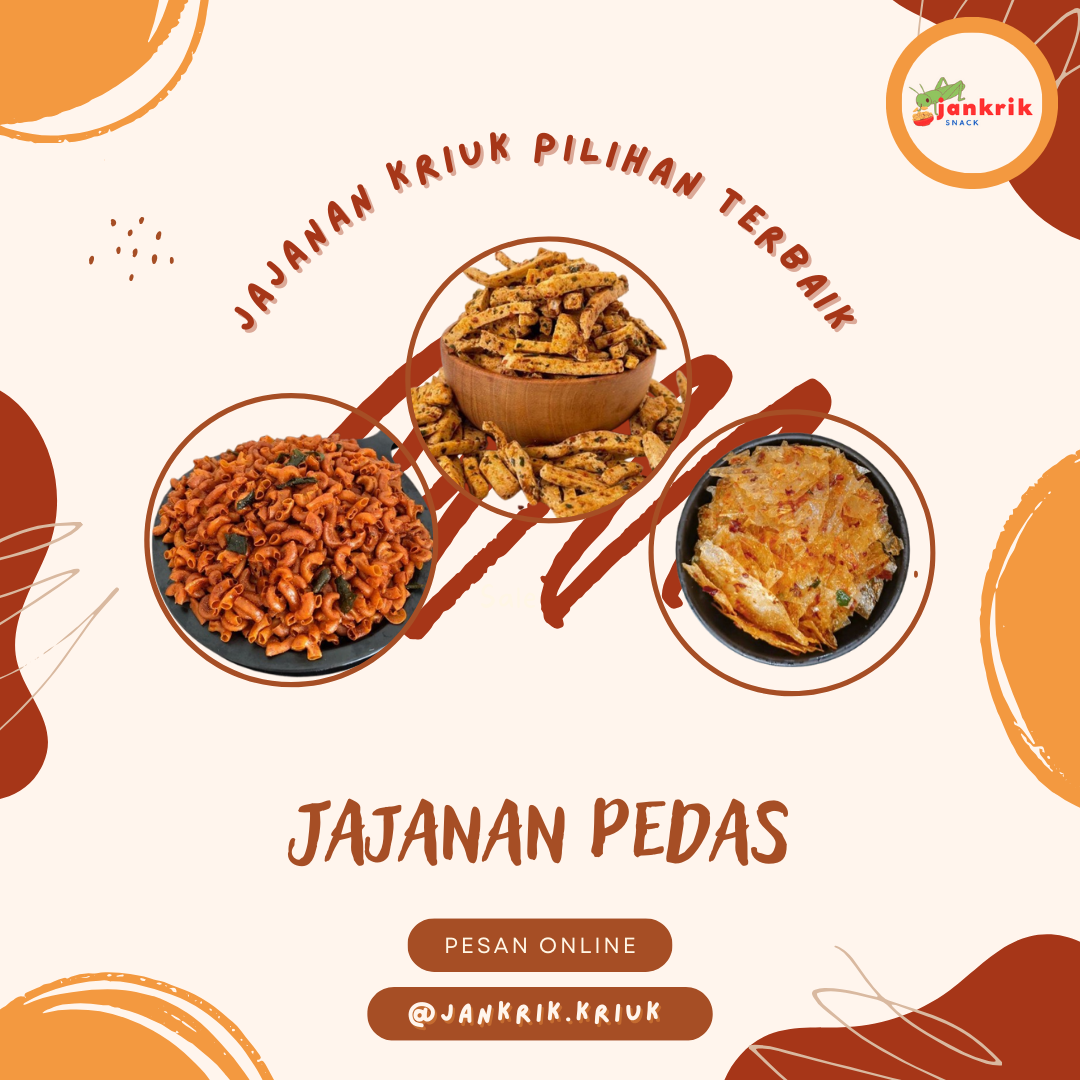 jankrik
SNACK
JAJANAN KRIUK PILIHAN TERBAIK
JAJANAN PEDAS
PESAN ONLINE
@JANKRIK.KRIUK